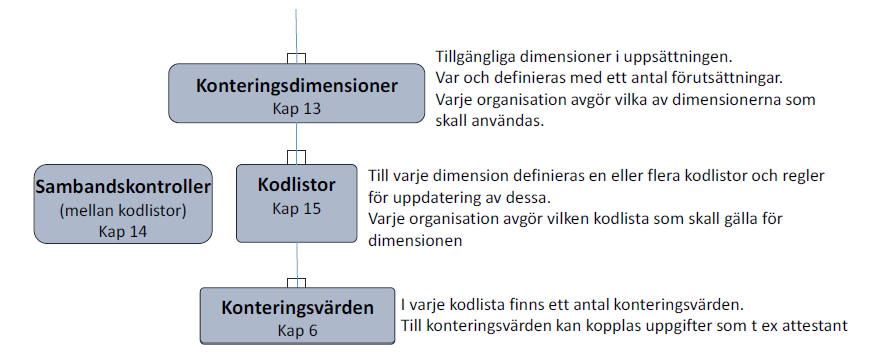 Konteringsdimensioner
Kap 13
Tillgängliga dimensioner i uppsättningen.
Var och definieras med ett antal förutsättningar.
Varje organisation avgör vilka av dimensionerna som
skall användas.
Sambandskontroller
(mellan kodlistor)
Kap 14
Kodlistor
Kap 15
Till varje dimension definieras en eller flera kodlistor och regler
för uppdatering av dessa.
Varje organisation avgör vilken kodlista som skall gälla för
dimensionen
Konteringsvärden
Kap 6
I varje kodlista finns ett antal konteringsvärden.
Till konteringsvärden kan kopplas uppgifter som t ex attestant